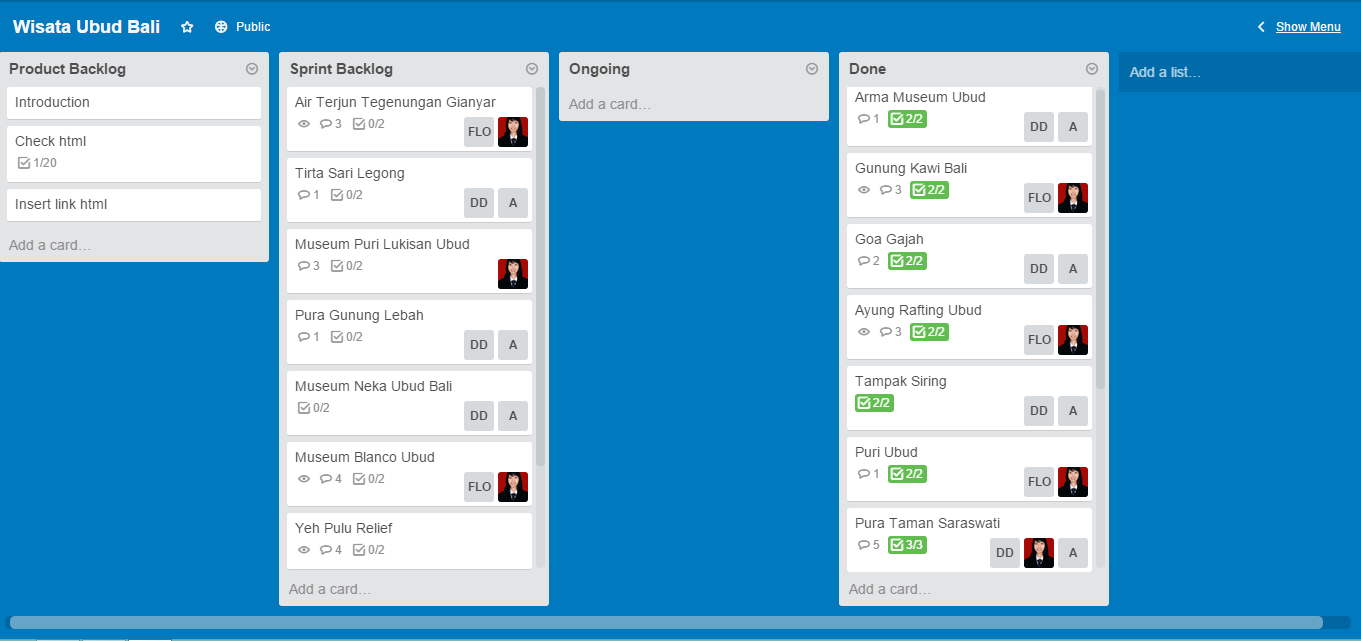 Wisata Ubud Bali Public Show Menu
Product Backlog
Introduction
Check html
1/20
Insert link html
Add a card...
Sprint Backlog
Air Terjun Tegenungan Gianyar
3 0/2 FLO
Tirta Sari Legong
1 0/2 DD A
Museum Puri Lukisan Ubud
3 0/2
Pura Gunung Lebah
1 0/2 DD A
Museum Neka Ubud Bali
0/2 DD A
Museum Blanco Ubud
4 0/2 FLO
Yeh Pulu Relief
4 0/2
Add a card...
Ongoing
Add a card...
Done
Arma Museum Ubud
1 2/2 DD A
Gunung Kawi Bali
3 2/2 FLO
Goa Gajah
2 2/2 DD A
Ayung Rafting Ubud
3 2/2 FLO
Tampak Siring
2/2 DD A
Puri Ubud
1 2/2 FLO
Pura Taman Saraswati
5 3/3 DD A
Add a card...
Add a list...